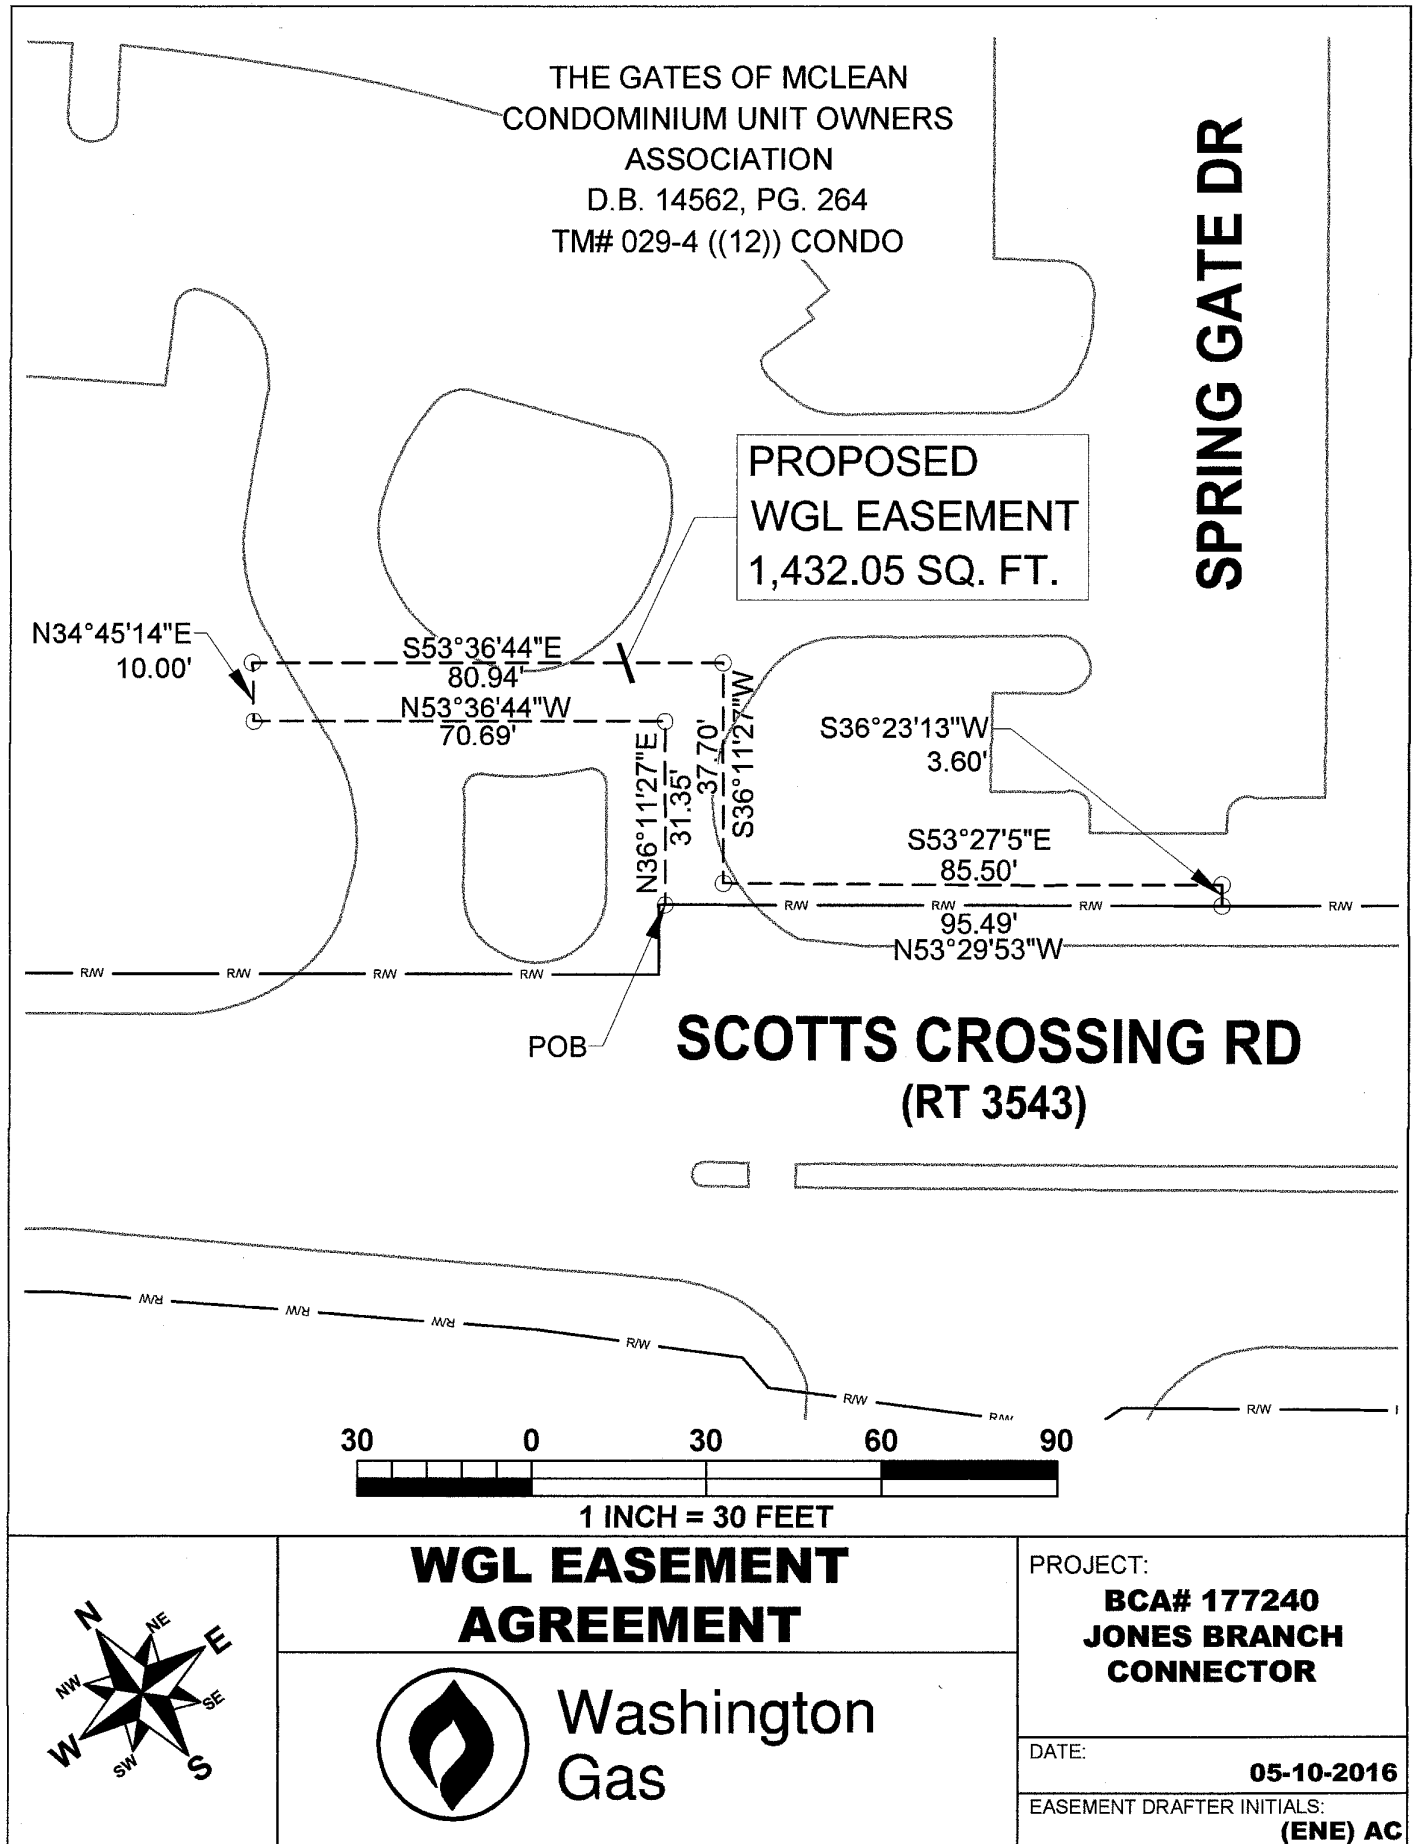 THE GATES OF MCLEAN
CONDOMINIUM UNIT OWNERS
ASSOCIATION
D.B. 14562, PG. 264
TM# 029-4 ((12)) CONDO
SPRING GATE DR
PROPOSED
WGL EASEMENT
1,432.05 SQ. FT.
N34°45'14"E
10.00'
S53°36'44"E
80.94'
N53°36'44"W
70.69'
N36°11'27"E
31.35'
37.70'
S36°11'27"W
S36°23'13"W
3.60'
S53°27'5"E
85.50'
R/W
R/W
R/W
R/W
95.49'
N53°29'53"W
R/W
R/W
R/W
R/W
POB
SCOTTS CROSSING RD
(RT 3543)
R/W
R/W
R/W
R/W
R/W
R/W
R/W
30 0 30 60 90
1 INCH = 30 FEET
WGL EASEMENT
AGREEMENT
PROJECT:
BCA# 177240
JONES BRANCH
CONNECTOR
N
NE
E
NW
SE
W
SW
S
Washington
Gas
DATE:
05-10-2016
EASEMENT DRAFTER INITIALS:
(ENE) AC